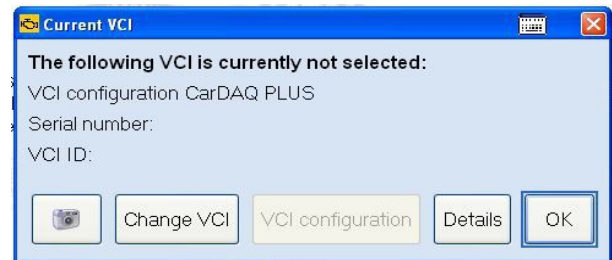 Current VCI
The following VCI is currently not selected:
VCI configuration CarDAQ PLUS
Serial number:
VCI ID:
Change VCI VCI configuration Details OK